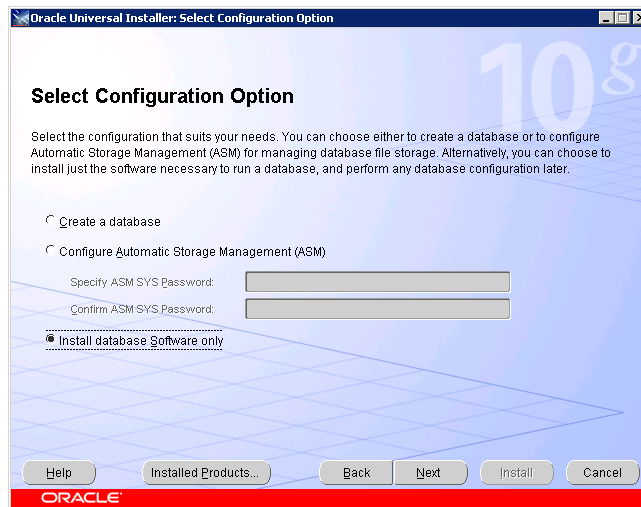 Oracle Universal Installer: Select Configuration Option
10g
Select Configuration Option
Select the configuration that suits your needs. You can choose either to create a database or to configure
Automatic Storage Management (ASM) for managing database file storage. Alternatively, you can choose to
install just the software necessary to run a database, and perform any database configuration later.
Create a database
Configure Automatic Storage Management (ASM)
Specify ASM SYS Password:
Confirm ASM SYS Password:
Install database Software only
Help Installed Products... Back Next Install Cancel
ORACLE